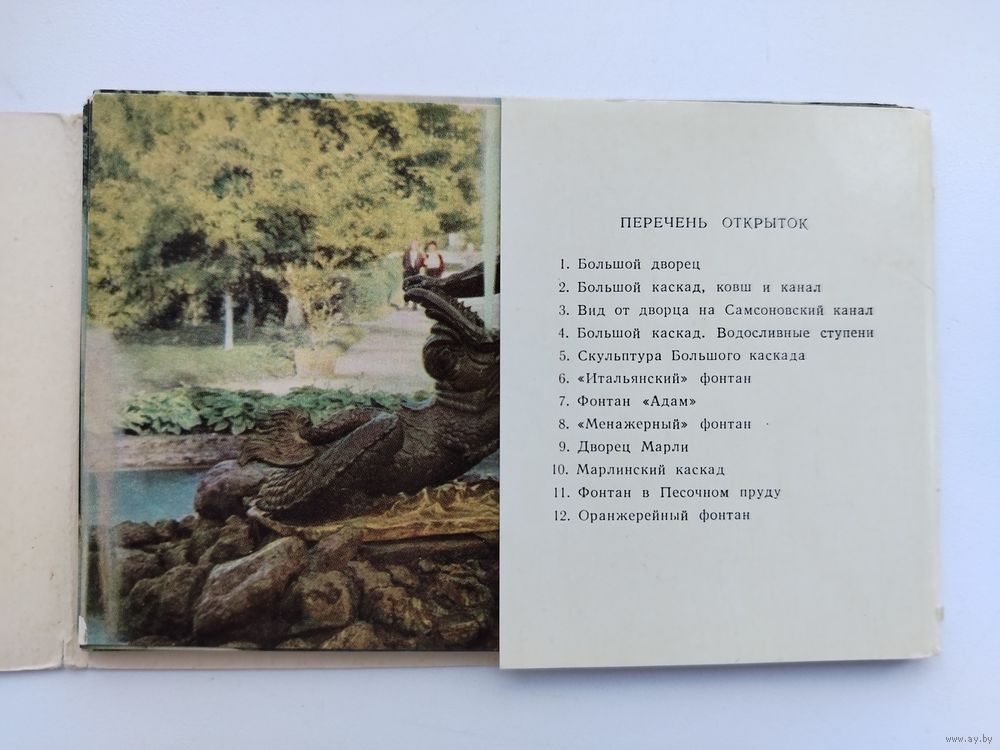 ПЕРЕЧЕНЬ ОТКРЫТОК
1. Большой дворец
2. Большой каскад, ковш и канал
3. Вид от дворца на Самсоновский канал
4. Большой каскад. Водосливные ступени
5. Скульптура Большого каскада
6. «Итальянский» фонтан
7. Фонтан «Адам»
8. «Менажерный» фонтан
9. Дворец Марли
10. Марлинский каскад
11. Фонтан в Песочном пруду
12. Оранжерейный фонтан
www.ay.by